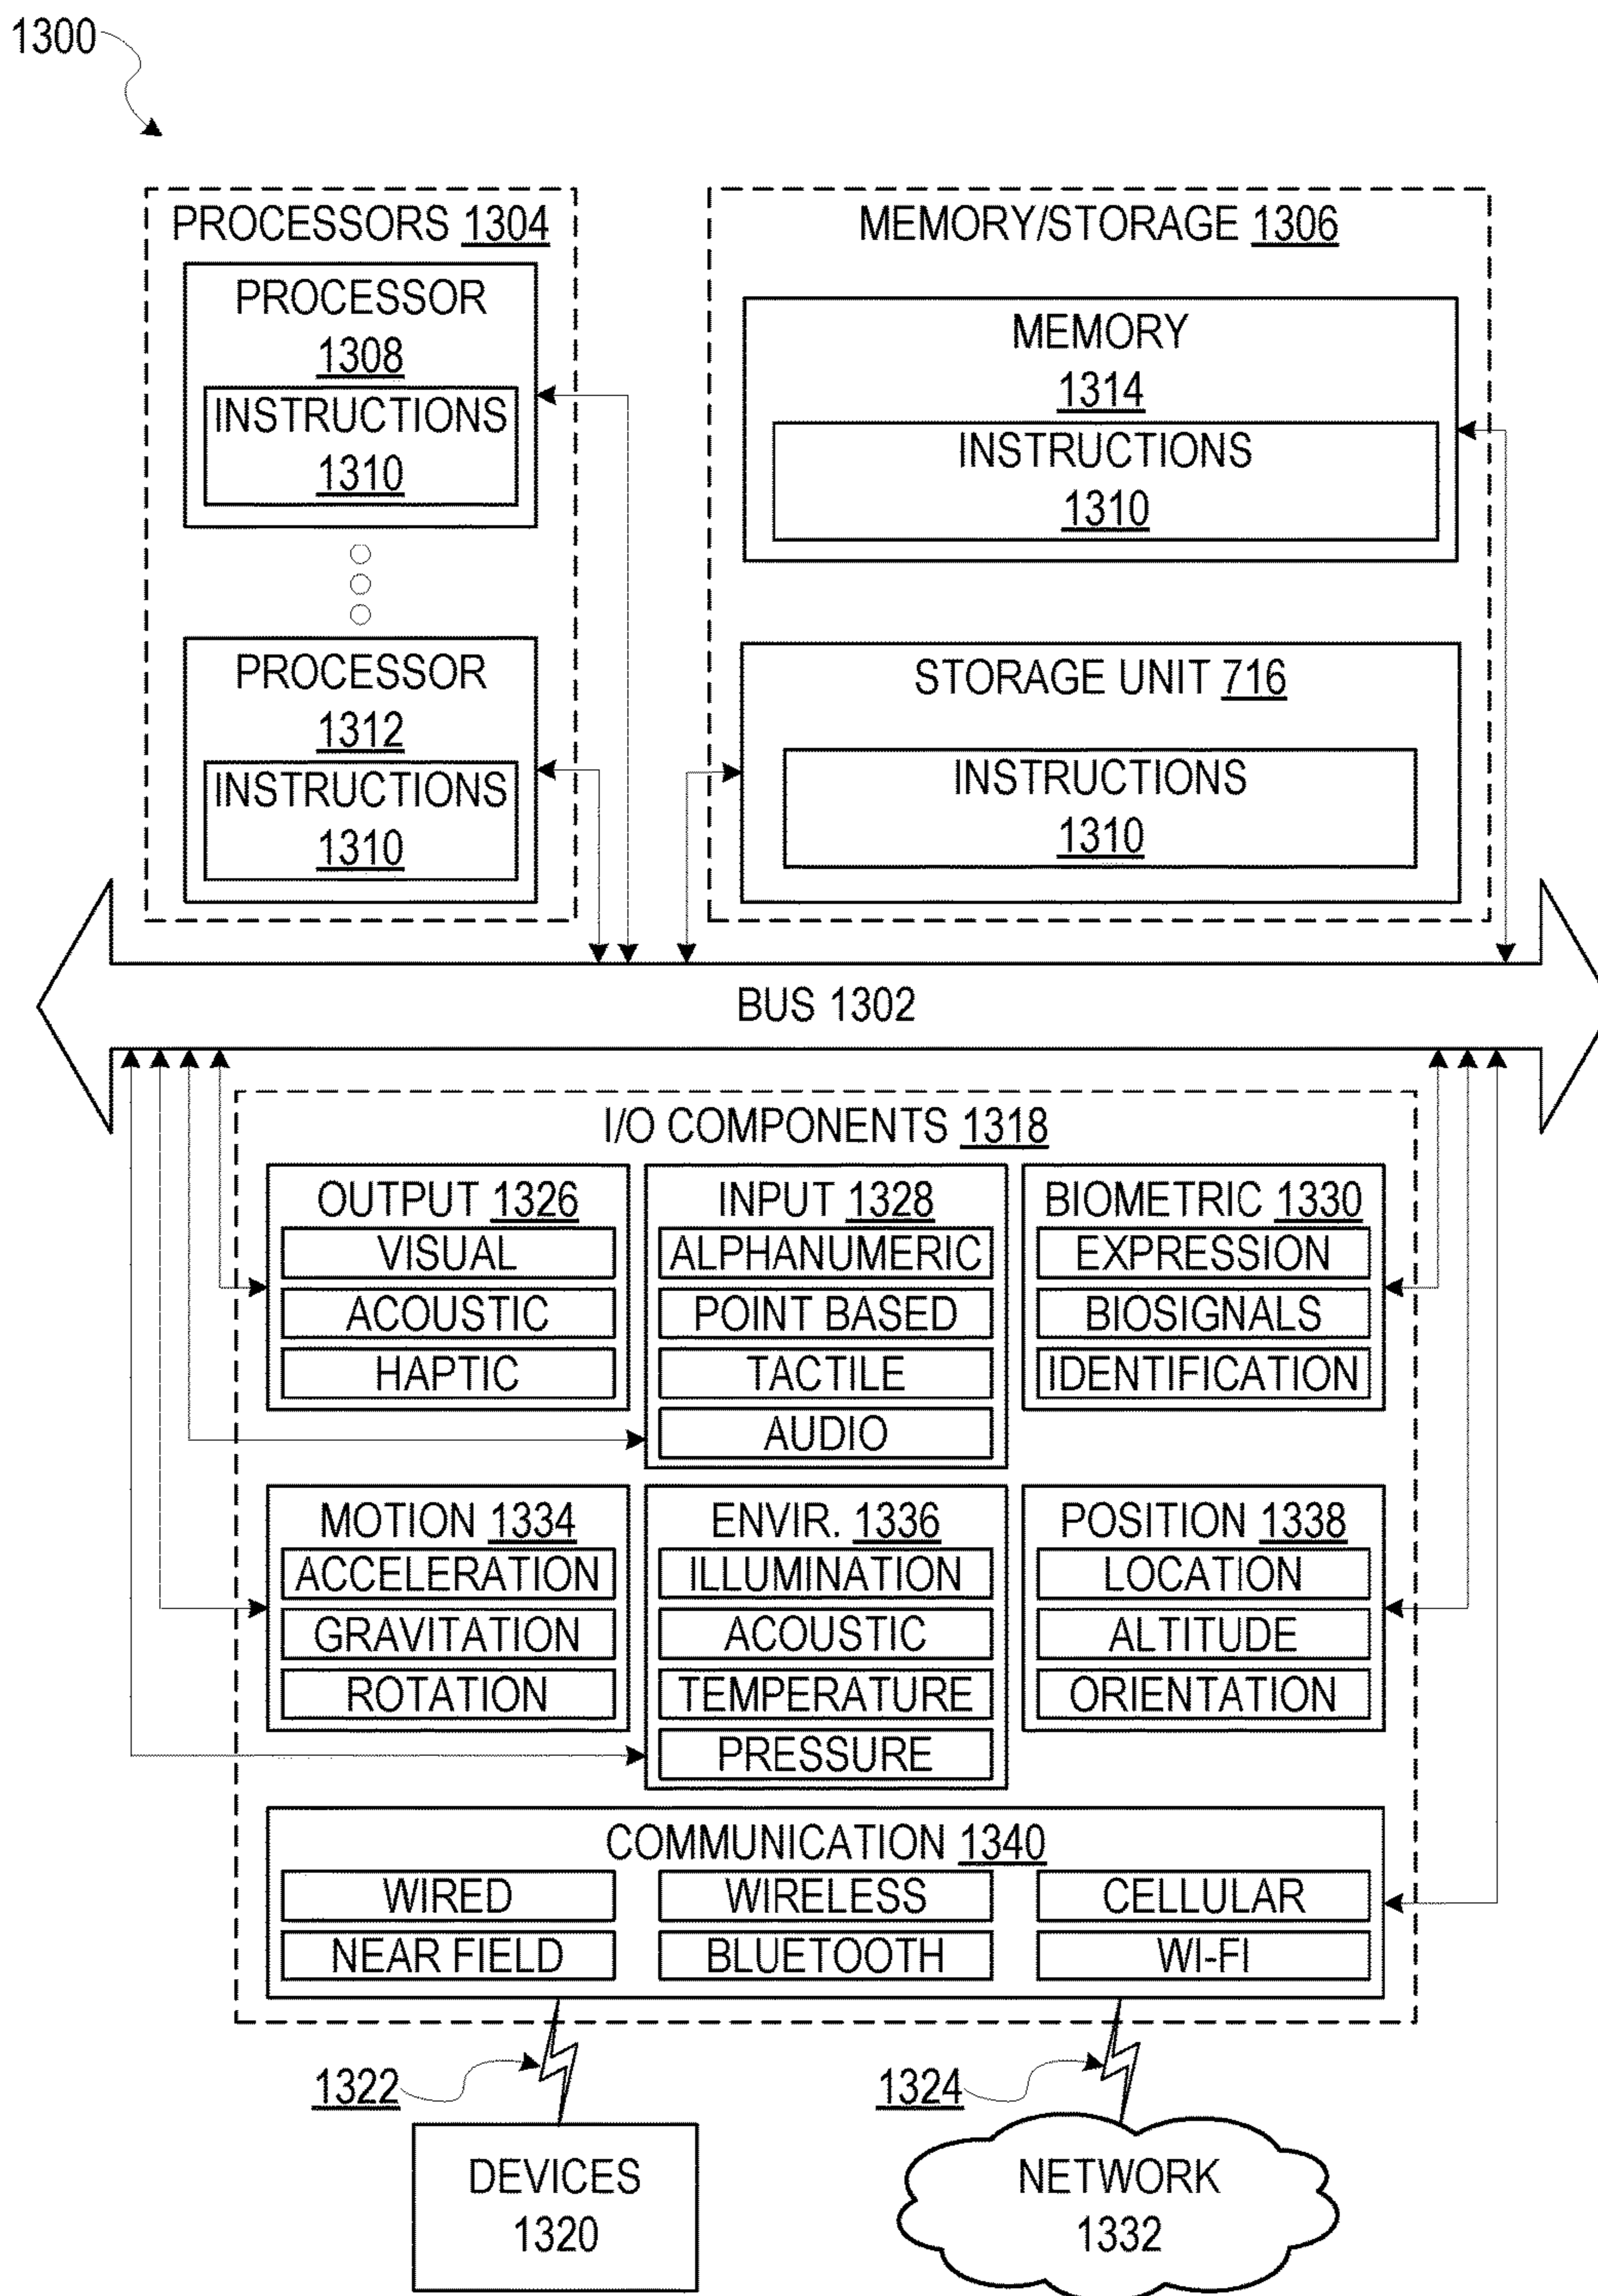 1300
PROCESSORS 1304
PROCESSOR
1308
INSTRUCTIONS
1310
PROCESSOR
1312
INSTRUCTIONS
1310
MEMORY/STORAGE 1306
MEMORY
1314
INSTRUCTIONS
1310
STORAGE UNIT 716
INSTRUCTIONS
1310
BUS 1302
I/O COMPONENTS 1318
OUTPUT 1326
VISUAL
ACOUSTIC
HAPTIC
INPUT 1328
ALPHANUMERIC
POINT BASED
TACTILE
AUDIO
BIOMETRIC 1330
EXPRESSION
BIOSIGNALS
IDENTIFICATION
MOTION 1334
ACCELERATION
GRAVITATION
ROTATION
ENVIR. 1336
ILLUMINATION
ACOUSTIC
TEMPERATURE
PRESSURE
POSITION 1338
LOCATION
ALTITUDE
ORIENTATION
COMMUNICATION 1340
WIRED
WIRELESS
CELLULAR
NEAR FIELD
BLUETOOTH
WI-FI
1322
1324
DEVICES
1320
NETWORK
1332